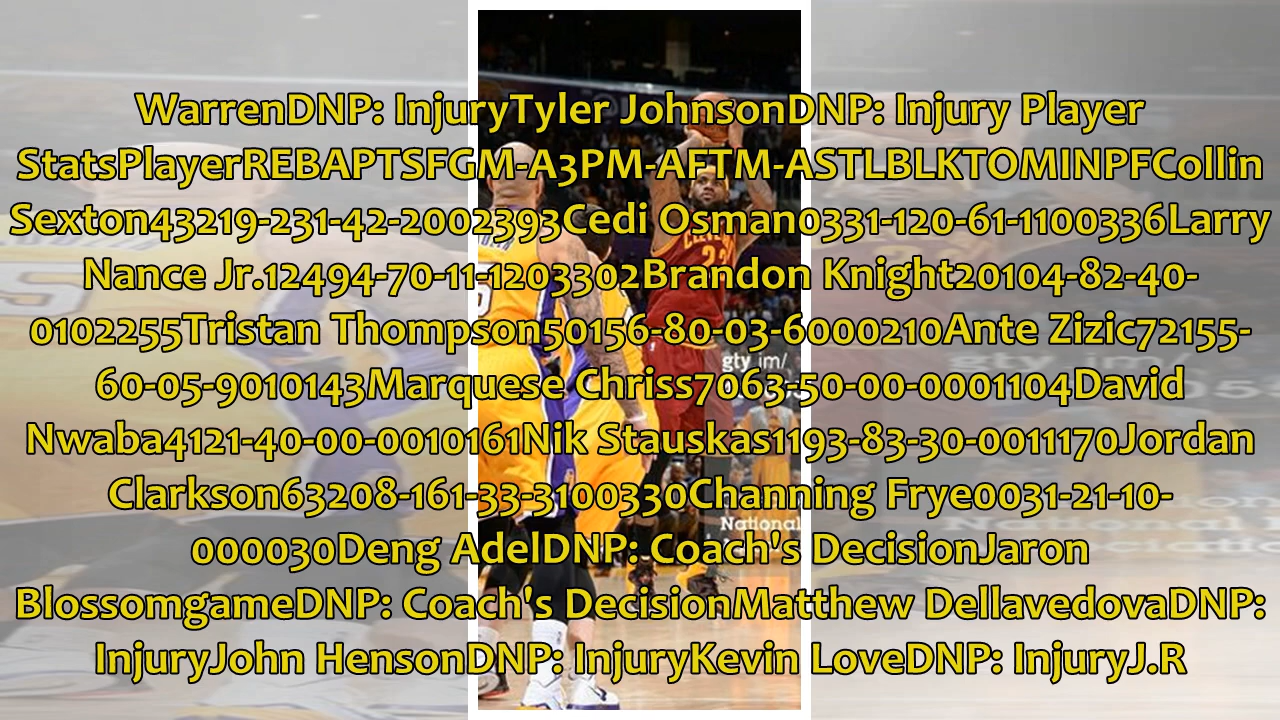 WarrenDNP: InjuryTyler JohnsonDNP: Injury Player
StatsPlayerREBAPTSFGM-A3PM-AFTM-ASTLBLKTOMINPFCollin
Sexton43219-231-42-2002393Cedi Osman0331-120-61-1100336Larry
Nance Jr.12494-70-11-1203302Brandon Knight20104-82-40-
0102255Tristan Thompson50156-80-03-6000210Ante Zizic72155-
60-05-9010143Marquese Chriss7063-50-00-0001104David
Nwaba4121-40-00-0010161Nik Stauskas1193-83-30-0011170Jordan
Clarkson63208-161-33-3100330Channing Frye0031-21-10-
000030Deng AdelDNP: Coach's DecisionJaron
BlossomgameDNP: Coach's DecisionMatthew DellavedovaDNP:
InjuryJohn HensonDNP: InjuryKevin LoveDNP: InjuryJ.R
gty_im/
National